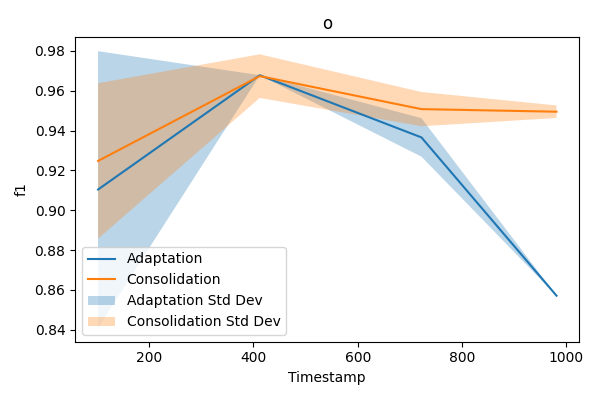 o
0.98
0.96
0.94
0.92
0.90
0.88
0.86
0.84
f1
Adaptation
Consolidation
Adaptation Std Dev
Consolidation Std Dev
200
400
600
800
1000
Timestamp